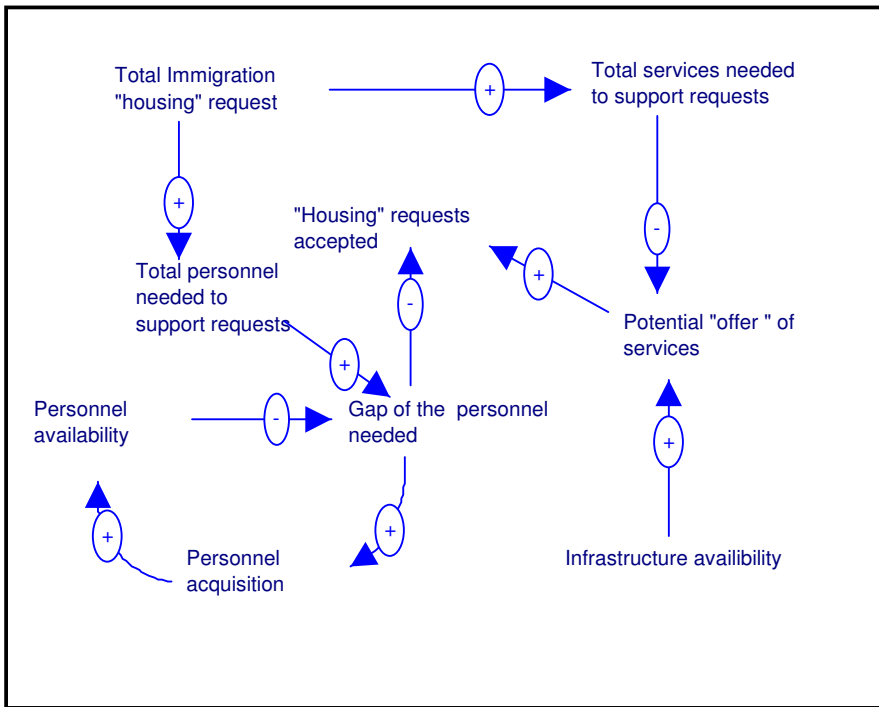 Total Immigration
"housing" request
+
Total services needed
to support requests
+
-
"Housing" requests
accepted
+
-
Total personnel
needed to
support requests
Potential "offer " of
services
+
Personnel
availability
-
Gap of the  personnel
needed
+
+
+
Personnel
acquisition
Infrastructure availibility